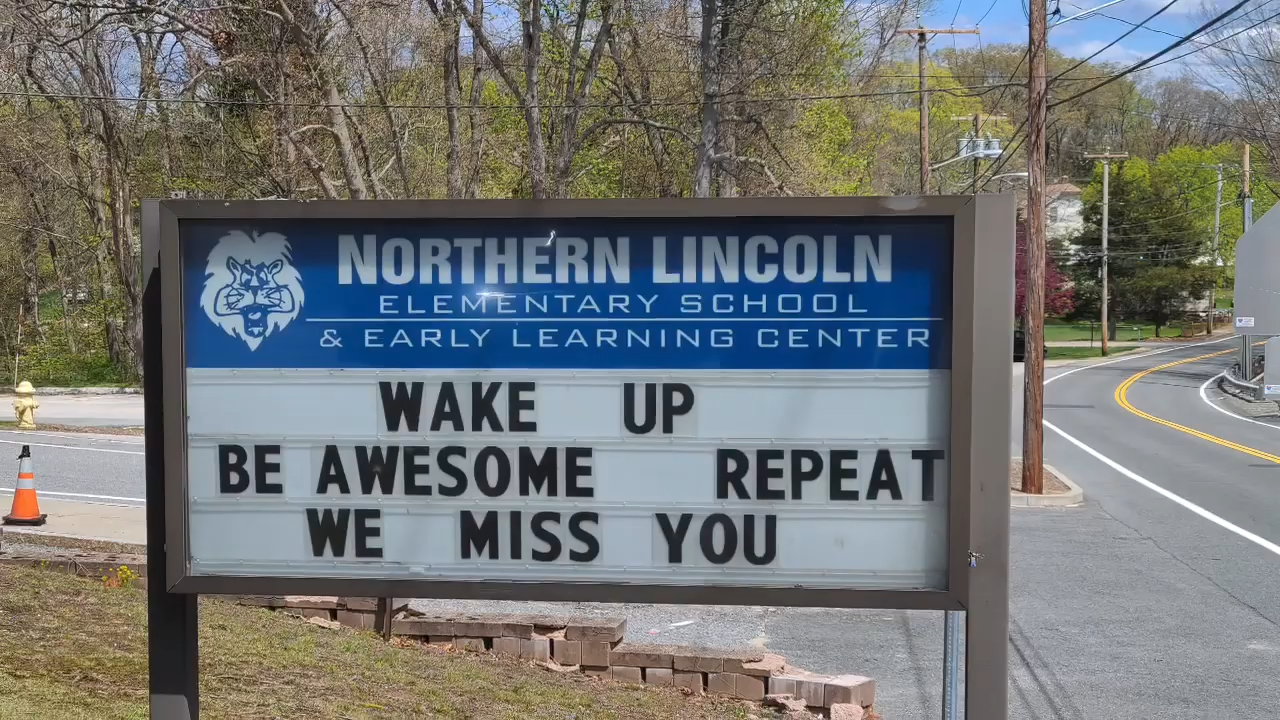 NORTHERN LINCOLN
ELEMENTARY SCHOOL
& EARLY LEARNING CENTER
WAKE UP
BE AWESOME REPEAT
WE MISS YOU